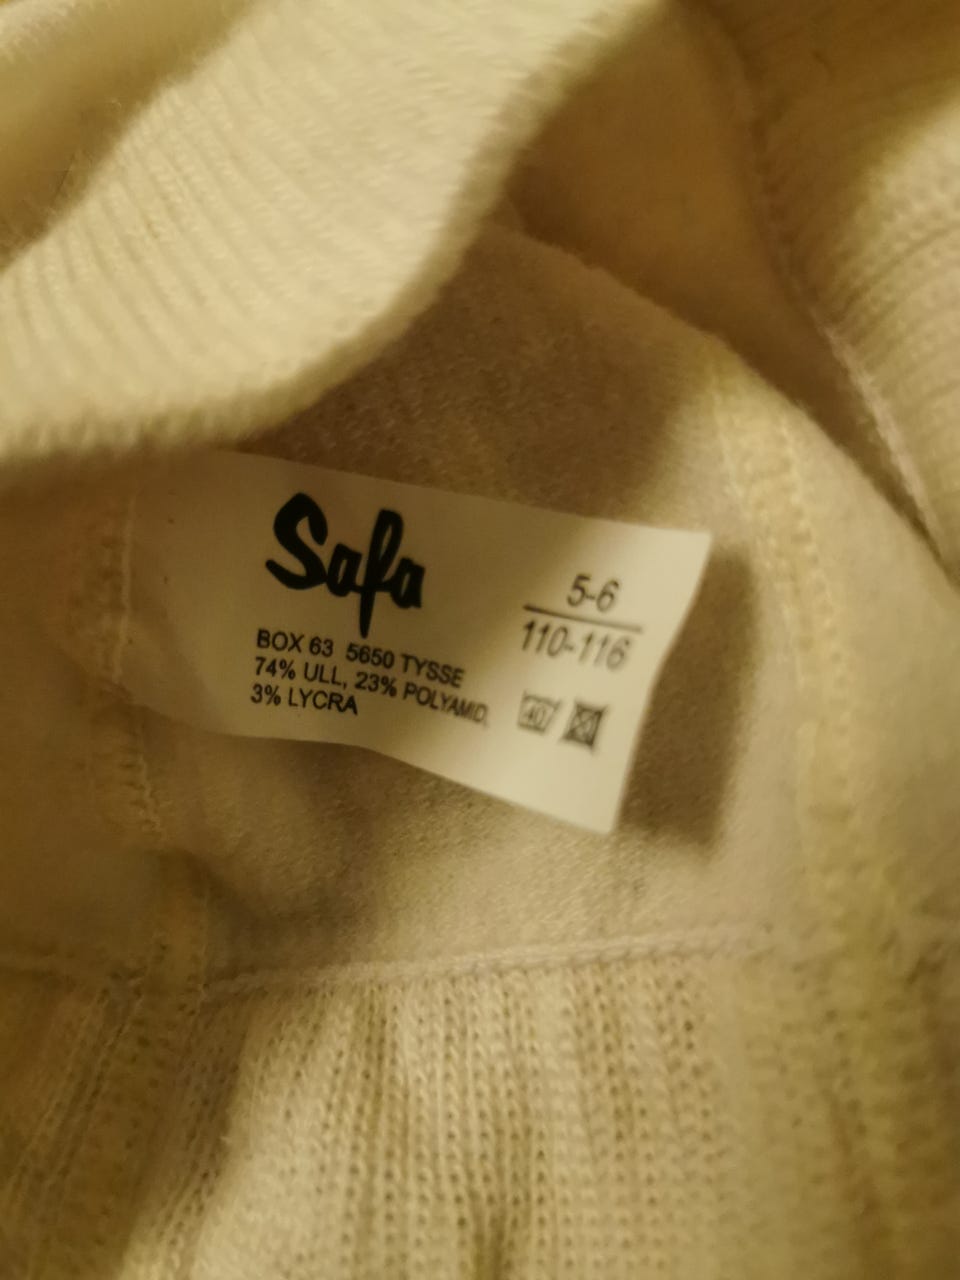 Safa
BOX 63 5650 TYSSE
74% ULL, 23% POLYAMID,
3% LYCRA
5-6
110-116
40